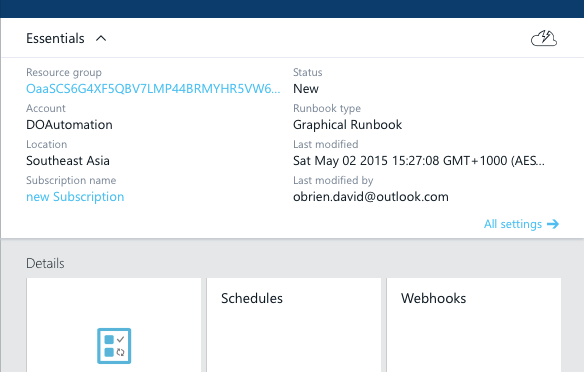 Essentials
Resource group
OaaSCS6G4XF5QBV7LMP44BRMYHR5VW6...
Status
New
Account
DOAutomation
Runbook type
Graphical Runbook
Location
Southeast Asia
Last modified
Sat May 02 2015 15:27:08 GMT+1000 (AES...
Subscription name
new Subscription
Last modified by
obrien.david@outlook.com
All settings
Details
Schedules
Webhooks